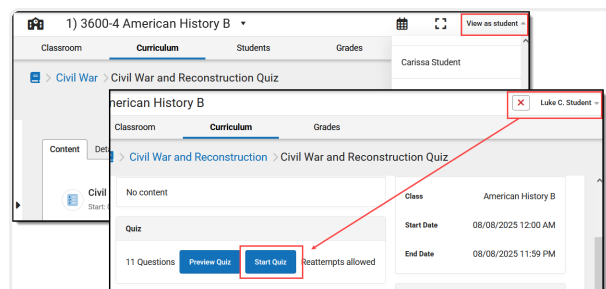 1) 3600-4 American History B
View as student
Classroom Curriculum Students Grades
Carissa Student
> Civil War > Civil War and Reconstruction Quiz
Content
Civil
Start:
nerican History B
Luke C. Student
Classroom Curriculum Grades
> Civil War and Reconstruction > Civil War and Reconstruction Quiz
No content
Quiz
11 Questions Preview Quiz Start Quiz Reattempts allowed
Class American History B
Start Date 08/08/2025 12:00 AM
End Date 08/08/2025 11:59 PM